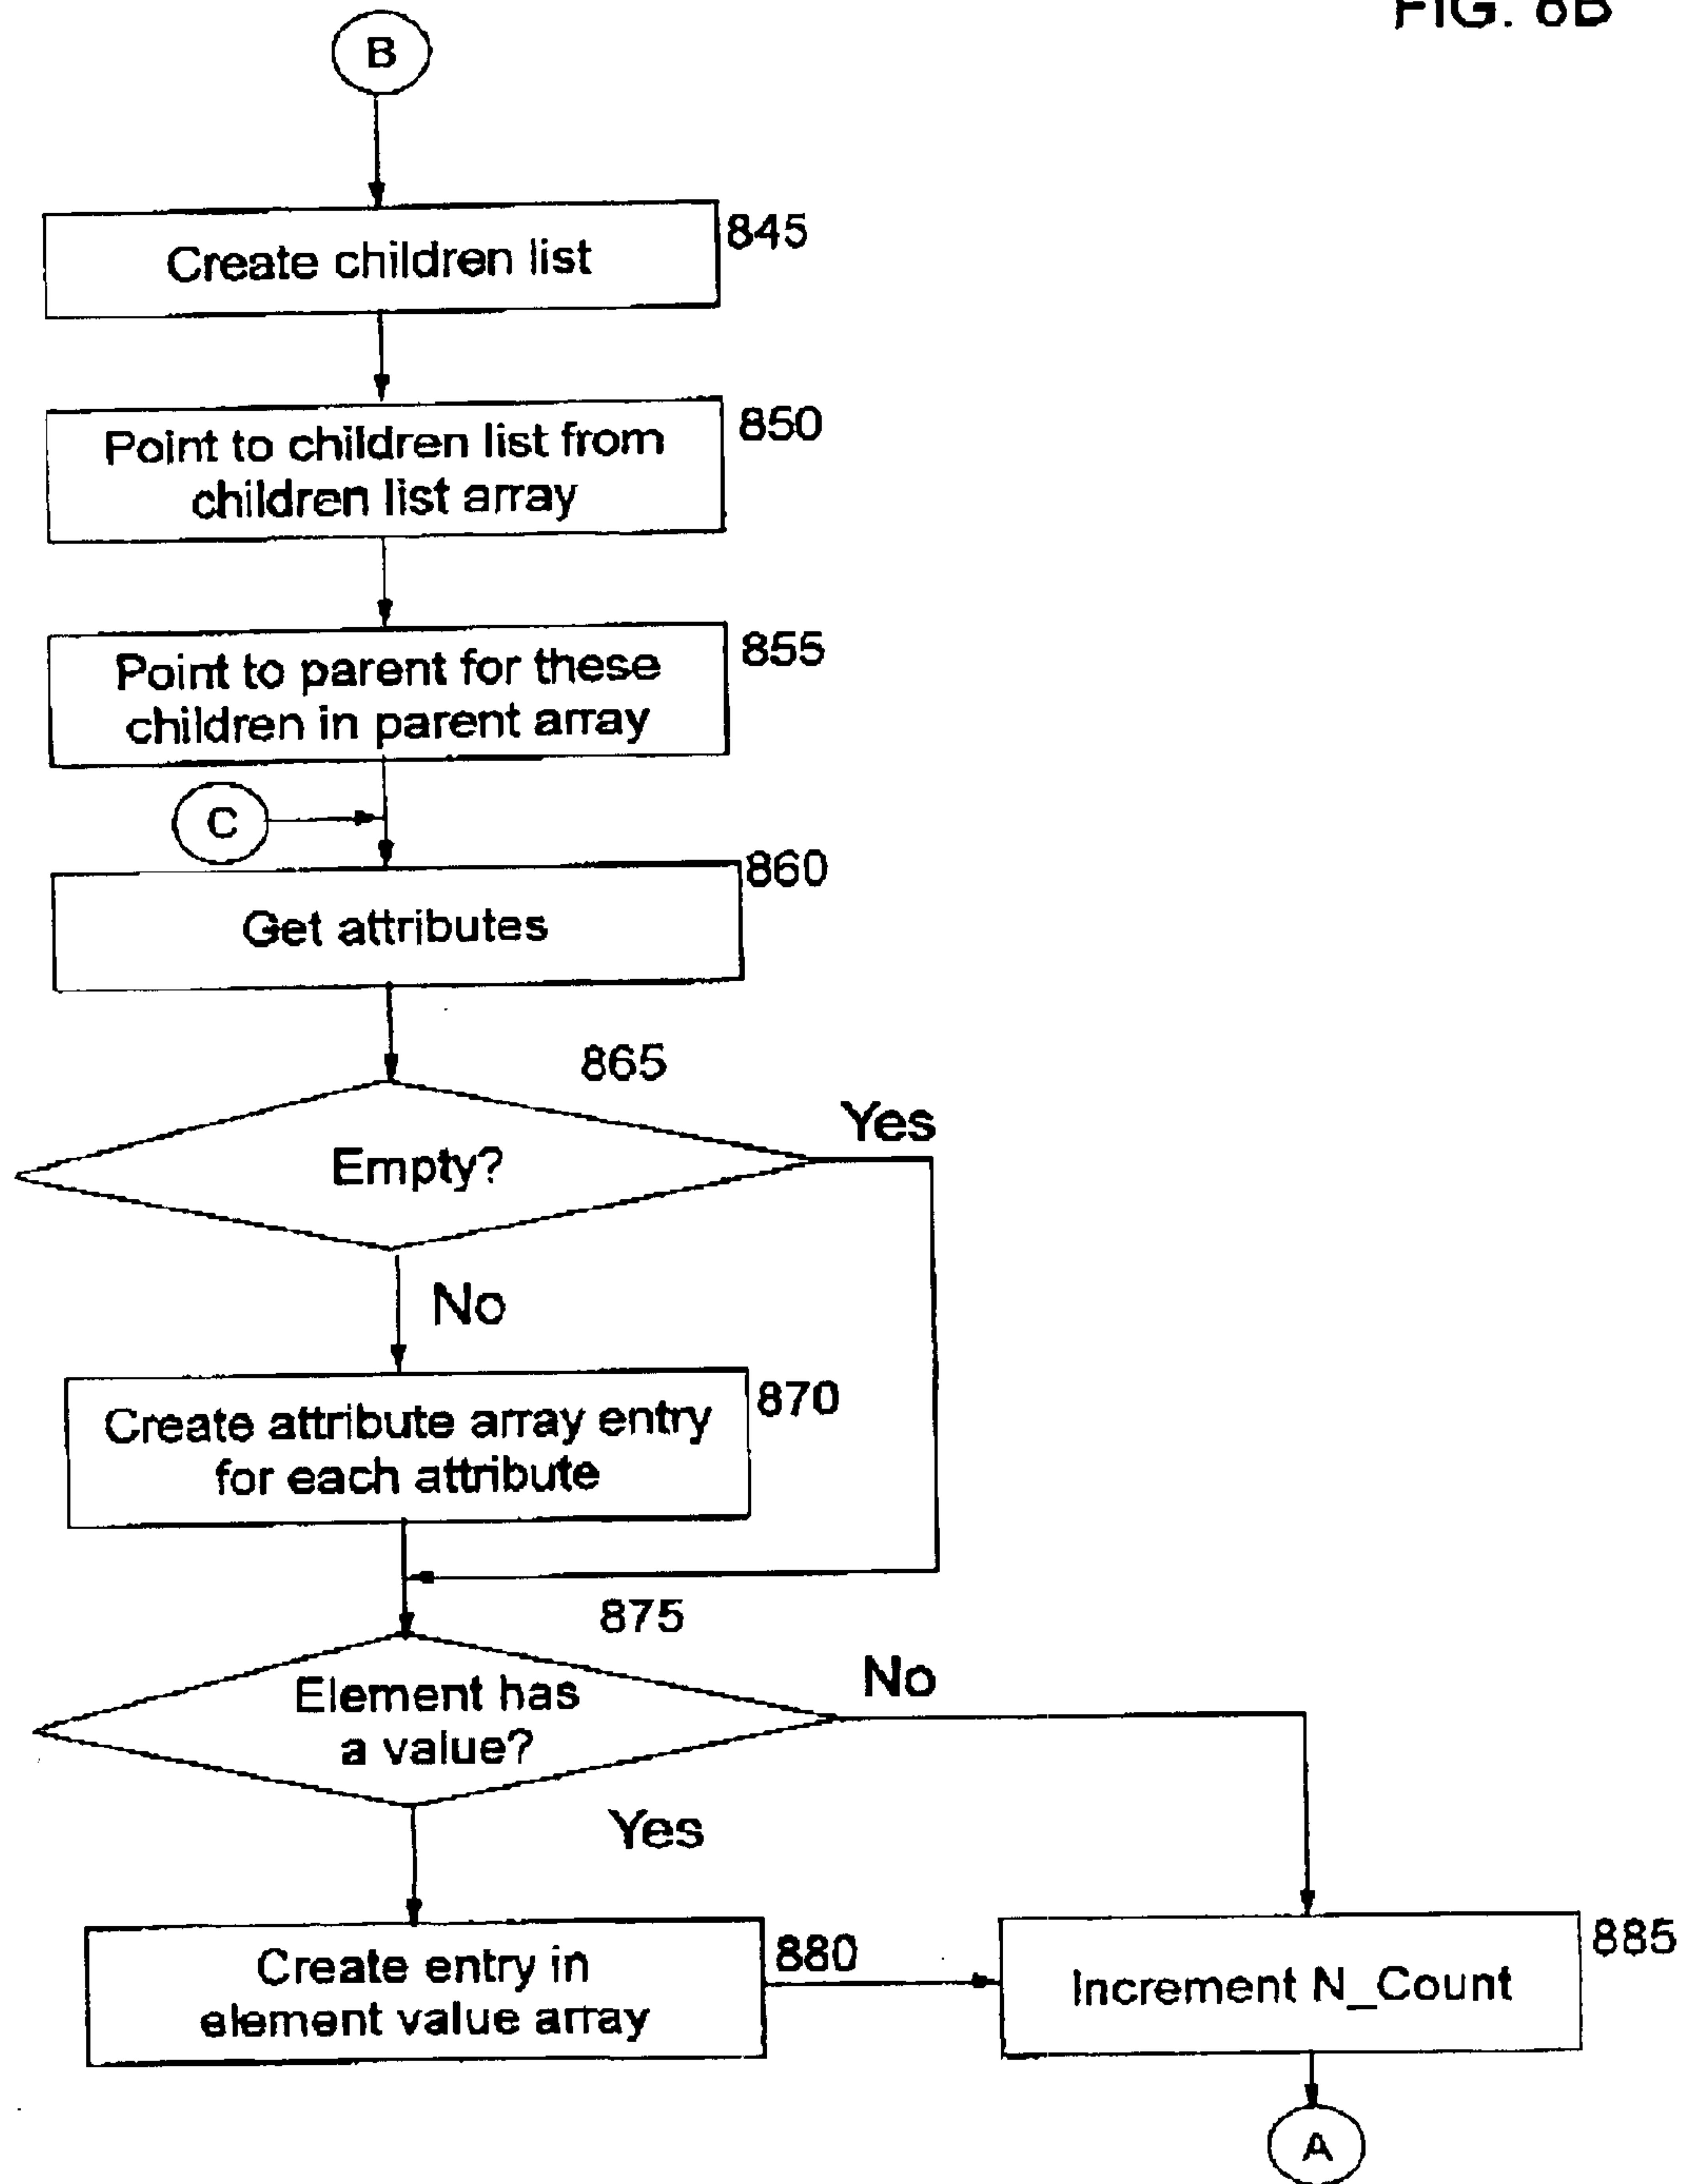 FIG. 8B
B
Create children list
845
Point to children list from
children list array
850
Point to parent for these
children in parent array
855
C
860
Get attributes
865
Empty?
Yes
No
Create attribute array entry
for each attribute
870
875
Element has
a value?
No
Yes
Create entry in
element value array
880
Increment N_Count
885
A